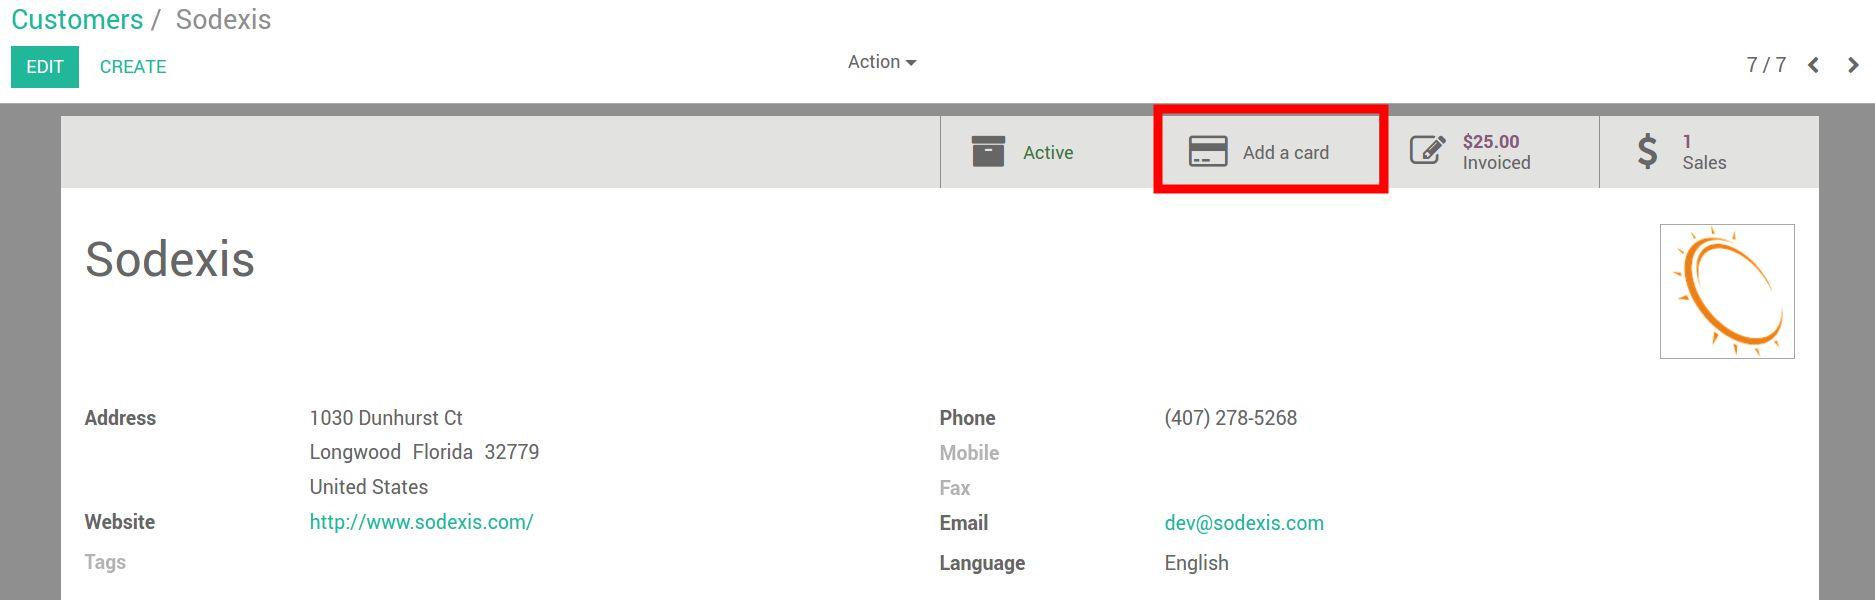 Customers / Sodexis
EDIT CREATE Action 7 / 7
Active Add a card $25.00 Invoiced 1 Sales
Sodexis
Address 1030 Dunhurst Ct Phone (407) 278-5268
Longwood Florida 32779 Mobile
United States Fax
Website http://www.sodexis.com/ Email dev@sodexis.com
Tags Language English